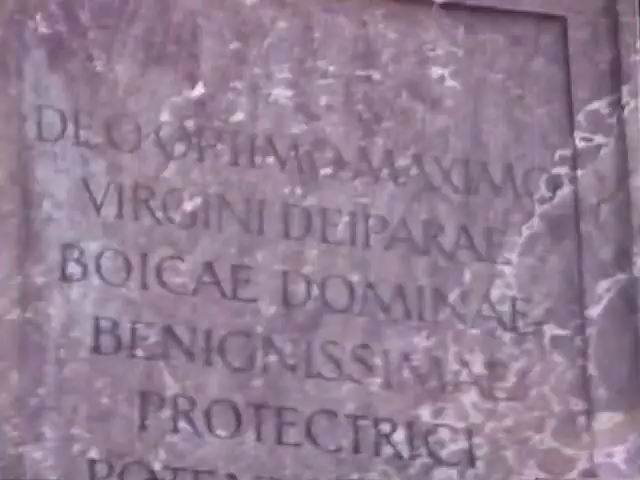 DEO OPTIMO MAXIMO
VIRGINI DEIPARAE
BOICAE DOMINAE
BENIGNISSIMAE
PROTECTRICI